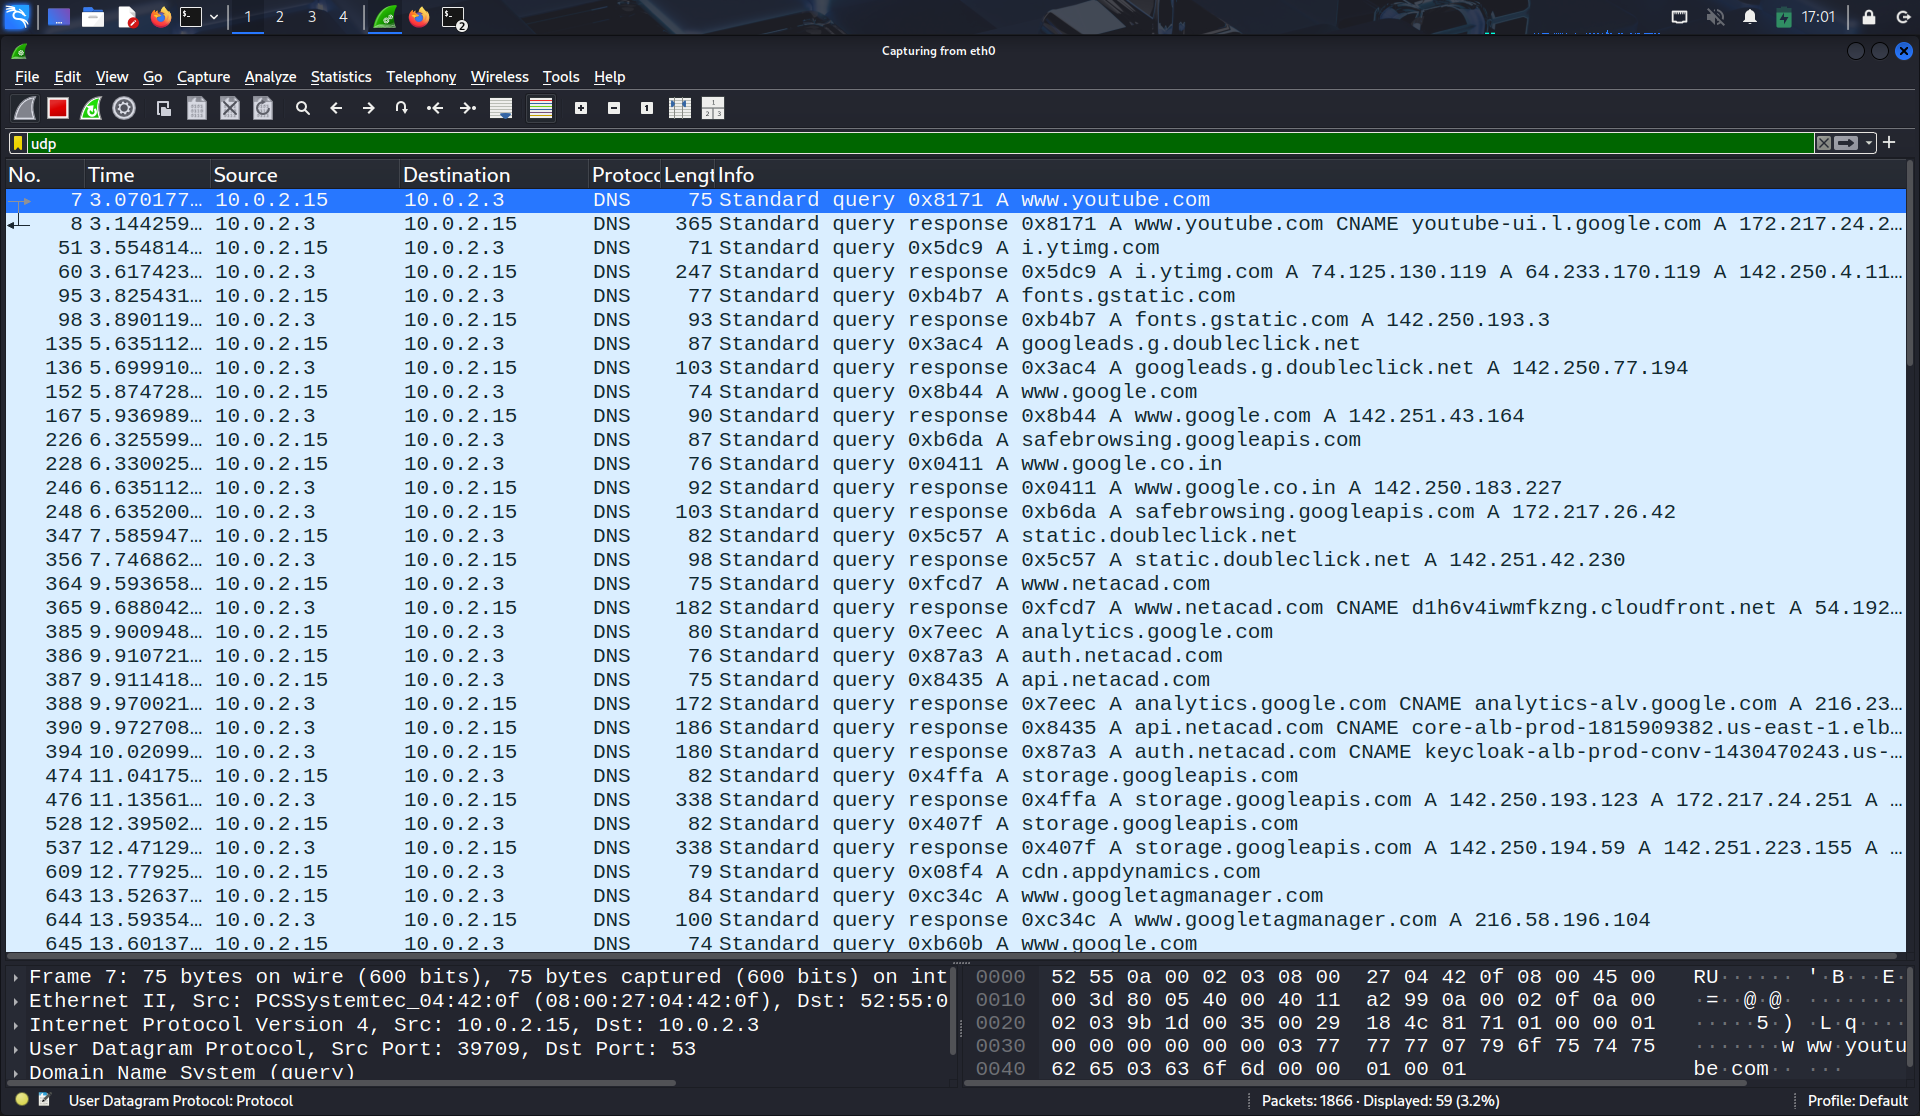 1 2 3 4 2 17:01
Capturing from eth0
File Edit View Go Capture Analyze Statistics Telephony Wireless Tools Help
udp
No. Time Source Destination Protocc Lengt Info
7 3.070177… 10.0.2.15 10.0.2.3 DNS 75 Standard query 0x8171 A www.youtube.com
8 3.144259… 10.0.2.3 10.0.2.15 DNS 365 Standard query response 0x8171 A www.youtube.com CNAME youtube-ui.l.google.com A 172.217.24.2…
51 3.554814… 10.0.2.15 10.0.2.3 DNS 71 Standard query 0x5dc9 A i.ytimg.com
60 3.617423… 10.0.2.3 10.0.2.15 DNS 247 Standard query response 0x5dc9 A i.ytimg.com A 74.125.130.119 A 64.233.170.119 A 142.250.4.11…
95 3.825431… 10.0.2.15 10.0.2.3 DNS 77 Standard query 0xb4b7 A fonts.gstatic.com
98 3.890119… 10.0.2.3 10.0.2.15 DNS 93 Standard query response 0xb4b7 A fonts.gstatic.com A 142.250.193.3
135 5.635112… 10.0.2.15 10.0.2.3 DNS 87 Standard query 0x3ac4 A googleads.g.doubleclick.net
136 5.699910… 10.0.2.3 10.0.2.15 DNS 103 Standard query response 0x3ac4 A googleads.g.doubleclick.net A 142.250.77.194
152 5.874728… 10.0.2.15 10.0.2.3 DNS 74 Standard query 0x8b44 A www.google.com
167 5.936989… 10.0.2.3 10.0.2.15 DNS 90 Standard query response 0x8b44 A www.google.com A 142.251.43.164
226 6.325599… 10.0.2.15 10.0.2.3 DNS 87 Standard query 0xb6da A safebrowsing.googleapis.com
228 6.330025… 10.0.2.15 10.0.2.3 DNS 76 Standard query 0x0411 A www.google.co.in
246 6.635112… 10.0.2.3 10.0.2.15 DNS 92 Standard query response 0x0411 A www.google.co.in A 142.250.183.227
248 6.635200… 10.0.2.3 10.0.2.15 DNS 103 Standard query response 0xb6da A safebrowsing.googleapis.com A 172.217.26.42
347 7.585947… 10.0.2.15 10.0.2.3 DNS 82 Standard query 0x5c57 A static.doubleclick.net
356 7.746862… 10.0.2.3 10.0.2.15 DNS 98 Standard query response 0x5c57 A static.doubleclick.net A 142.251.42.230
364 9.593658… 10.0.2.15 10.0.2.3 DNS 75 Standard query 0xfcd7 A www.netacad.com
365 9.688042… 10.0.2.3 10.0.2.15 DNS 182 Standard query response 0xfcd7 A www.netacad.com CNAME d1h6v4iwmfkzng.cloudfront.net A 54.192…
385 9.900948… 10.0.2.15 10.0.2.3 DNS 80 Standard query 0x7eec A analytics.google.com
386 9.910721… 10.0.2.15 10.0.2.3 DNS 76 Standard query 0x87a3 A auth.netacad.com
387 9.911418… 10.0.2.15 10.0.2.3 DNS 75 Standard query 0x8435 A api.netacad.com
388 9.970021… 10.0.2.3 10.0.2.15 DNS 172 Standard query response 0x7eec A analytics.google.com CNAME analytics-alv.google.com A 216.23…
390 9.972708… 10.0.2.3 10.0.2.15 DNS 186 Standard query response 0x8435 A api.netacad.com CNAME core-alb-prod-1815909382.us-east-1.elb…
394 10.02099… 10.0.2.3 10.0.2.15 DNS 180 Standard query response 0x87a3 A auth.netacad.com CNAME keycloak-alb-prod-conv-1430470243.us-…
474 11.04175… 10.0.2.15 10.0.2.3 DNS 82 Standard query 0x4ffa A storage.googleapis.com
476 11.13561… 10.0.2.3 10.0.2.15 DNS 338 Standard query response 0x4ffa A storage.googleapis.com A 142.250.193.123 A 172.217.24.251 A …
528 12.39502… 10.0.2.15 10.0.2.3 DNS 82 Standard query 0x407f A storage.googleapis.com
537 12.47129… 10.0.2.3 10.0.2.15 DNS 338 Standard query response 0x407f A storage.googleapis.com A 142.250.194.59 A 142.251.223.155 A …
609 12.77925… 10.0.2.15 10.0.2.3 DNS 79 Standard query 0x08f4 A cdn.appdynamics.com
643 13.52637… 10.0.2.15 10.0.2.3 DNS 84 Standard query 0xc34c A www.googletagmanager.com
644 13.59354… 10.0.2.3 10.0.2.15 DNS 100 Standard query response 0xc34c A www.googletagmanager.com A 216.58.196.104
645 13.60137… 10.0.2.15 10.0.2.3 DNS 74 Standard query 0xb60b A www.google.com
Frame 7: 75 bytes on wire (600 bits), 75 bytes captured (600 bits) on int
Ethernet II, Src: PCSSystemtec_04:42:0f (08:00:27:04:42:0f), Dst: 52:55:0
Internet Protocol Version 4, Src: 10.0.2.15, Dst: 10.0.2.3
User Datagram Protocol, Src Port: 39709, Dst Port: 53
Domain Name System (query)
0000 52 55 0a 00 02 03 08 00 27 04 42 0f 08 00 45 00 RU······ '·B···E·
0010 00 3d 80 05 40 00 40 11 a2 99 0a 00 02 0f 0a 00 ·=··@·@· ········
0020 02 03 9b 1d 00 35 00 29 18 4c 81 71 01 00 00 01 ·····5·) ·L·q····
0030 00 00 00 00 00 00 03 77 77 77 07 79 6f 75 74 75 ·······w ww·youtu
0040 62 65 03 63 6f 6d 00 00 01 00 01 be·com·· ···
User Datagram Protocol: Protocol Packets: 1866 · Displayed: 59 (3.2%) Profile: Default